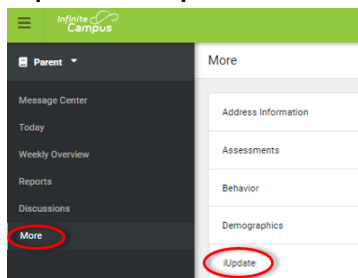 Infinite
Campus
Parent
More
Message Center
Today
Weekly Overview
Reports
Discussions
More
Address Information
Assessments
Behavior
Demographics
iUpdate